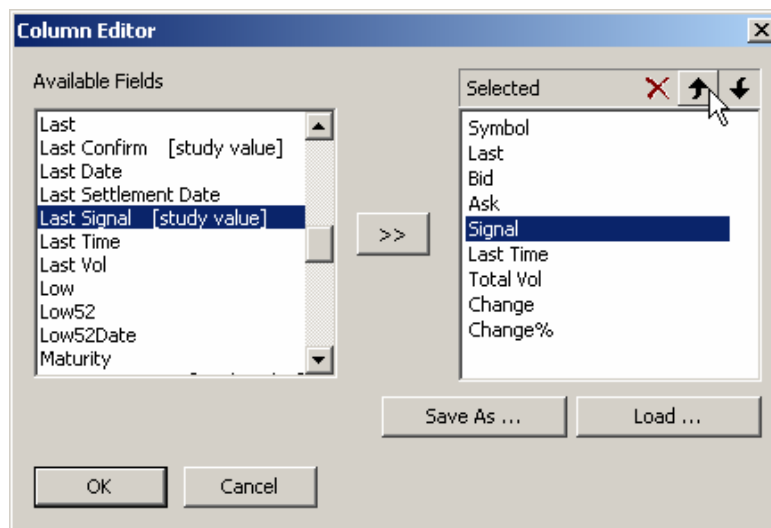 Column Editor
Available Fields
Last
Last Confirm [study value]
Last Date
Last Settlement Date
Last Signal [study value]
Last Time
Last Vol
Low
Low52
Low52Date
Maturity
>>
Selected
Symbol
Last
Bid
Ask
Signal
Last Time
Total Vol
Change
Change%
Save As ...
Load ...
OK
Cancel